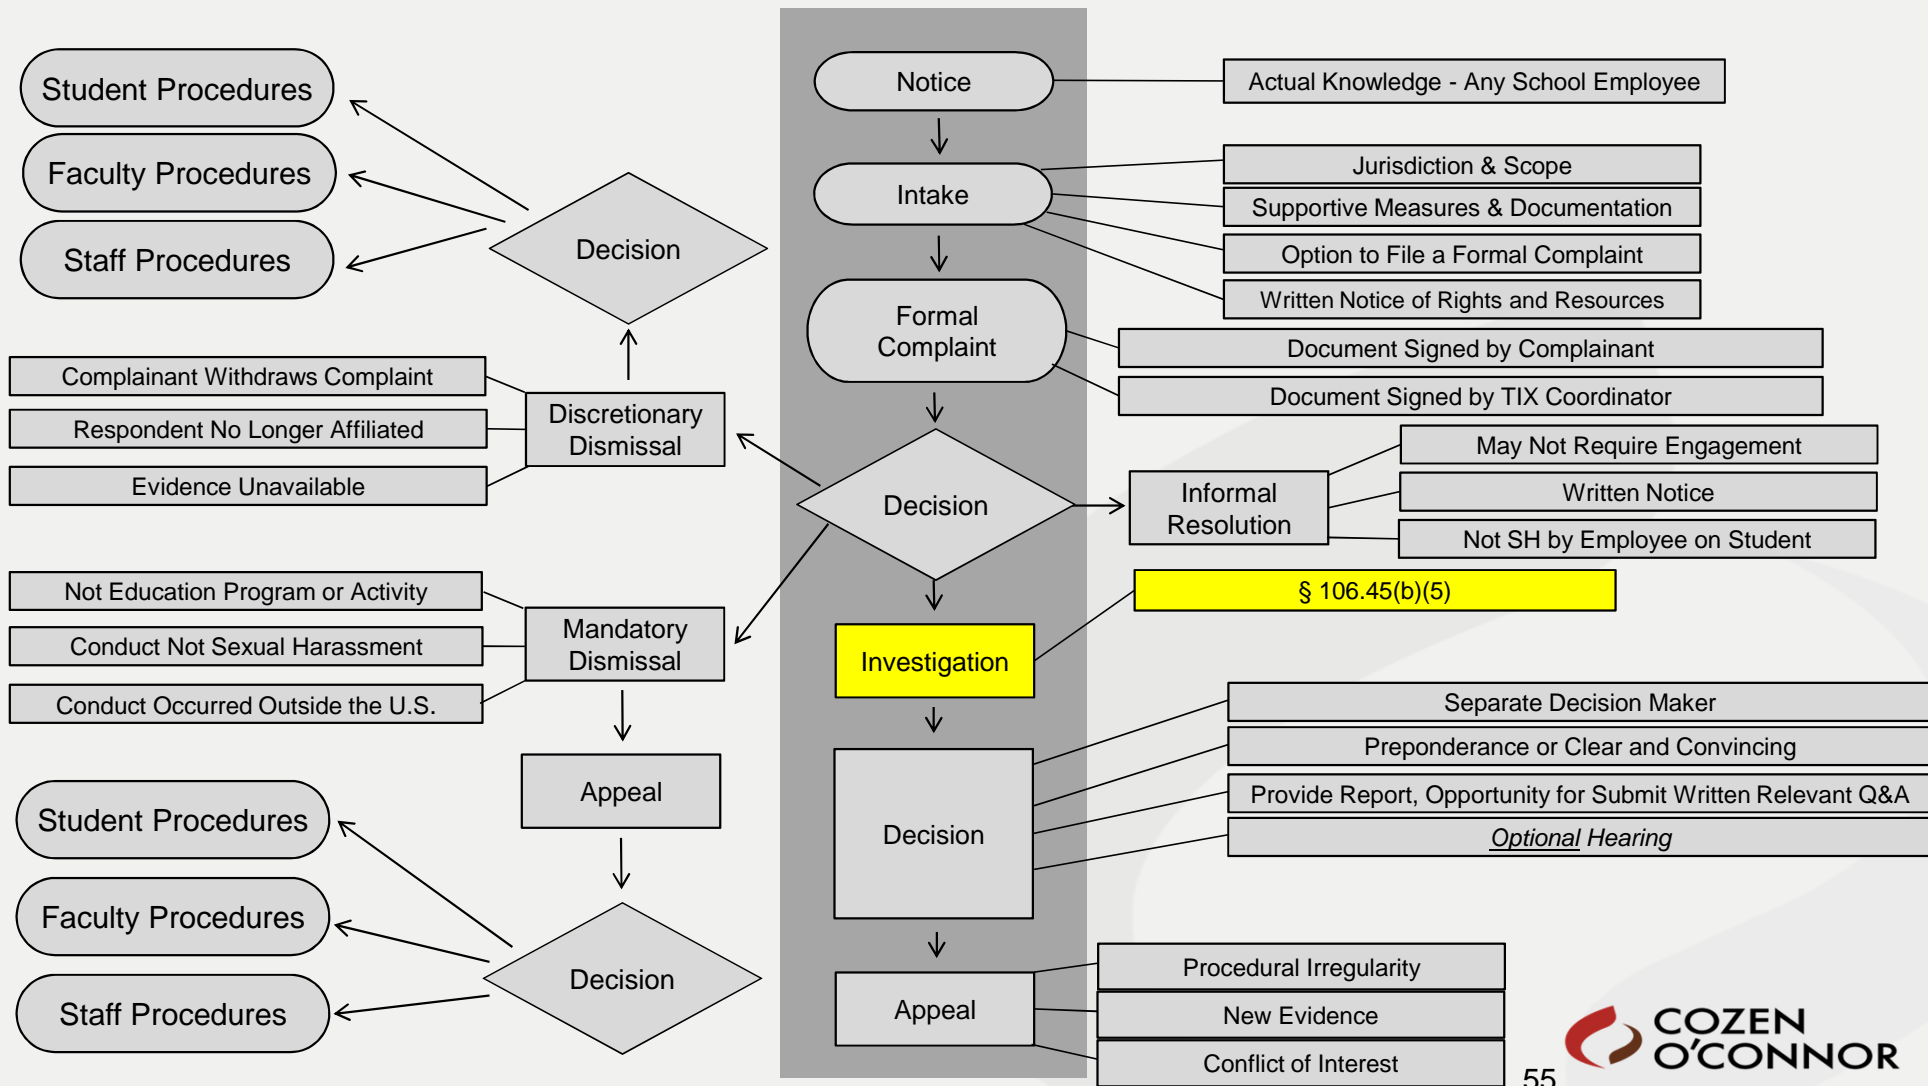 Student Procedures
Faculty Procedures
Staff Procedures
Decision
Complainant Withdraws Complaint
Respondent No Longer Affiliated
Evidence Unavailable
Discretionary
Dismissal
Not Education Program or Activity
Conduct Not Sexual Harassment
Conduct Occurred Outside the U.S.
Mandatory
Dismissal
Appeal
Student Procedures
Faculty Procedures
Staff Procedures
Decision
Notice
Actual Knowledge - Any School Employee
Intake
Jurisdiction & Scope
Supportive Measures & Documentation
Option to File a Formal Complaint
Written Notice of Rights and Resources
Formal
Complaint
Document Signed by Complainant
Document Signed by TIX Coordinator
Decision
Informal
Resolution
May Not Require Engagement
Written Notice
Not SH by Employee on Student
§ 106.45(b)(5)
Investigation
Decision
Separate Decision Maker
Preponderance or Clear and Convincing
Provide Report, Opportunity for Submit Written Relevant Q&A
Optional Hearing
Appeal
Procedural Irregularity
New Evidence
Conflict of Interest
COZEN
O'CONNOR
55